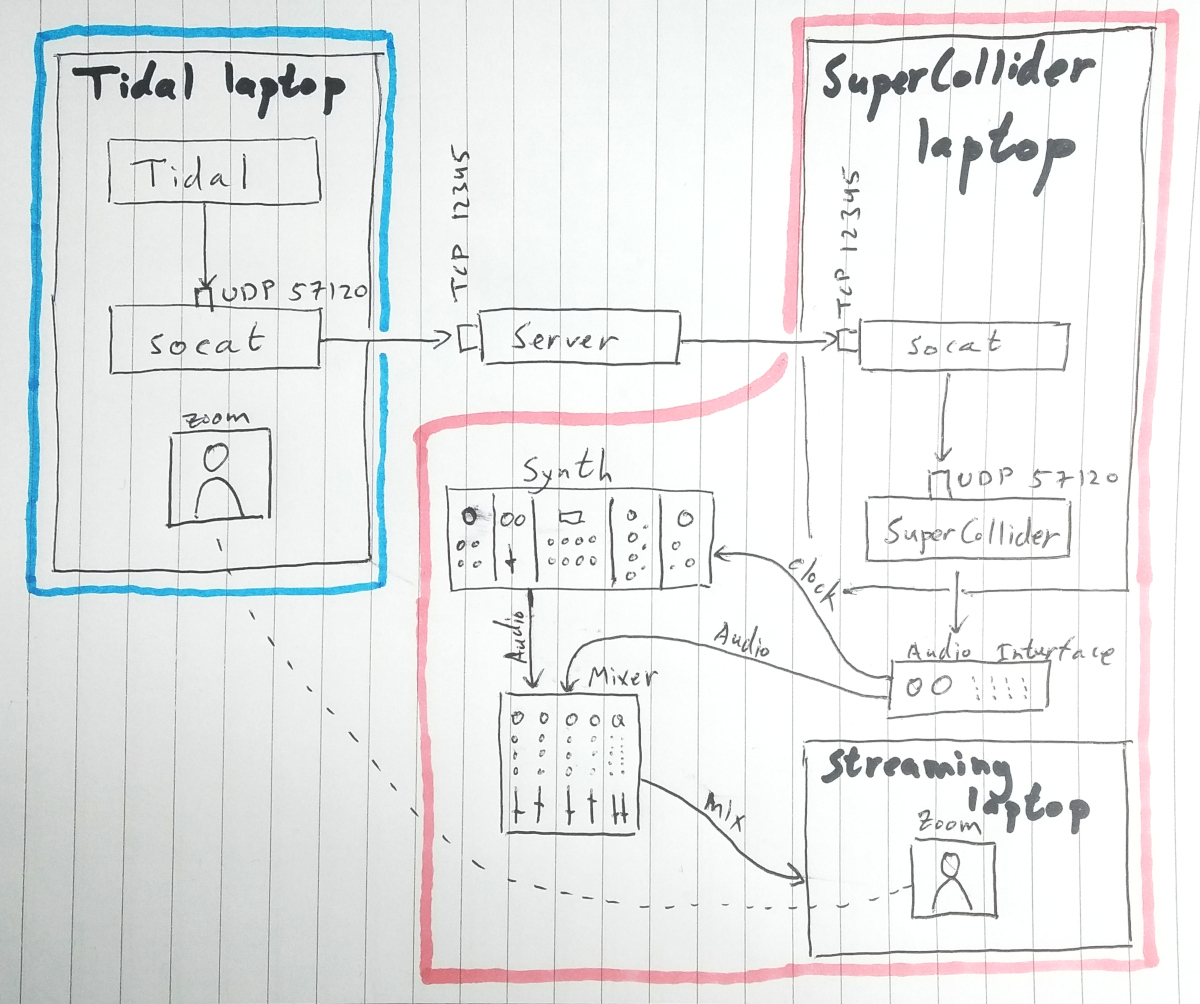 Tidal laptop
Tidal
UDP 57120
Socat
Zoom
TCP 12345
Server
SuperCollider
laptop
TCP 12345
Socat
UDP 57120
SuperCollider
Synth
Clock
Audio
Audio
Mixer
Audio Interface
Mix
Streaming
laptop
Zoom